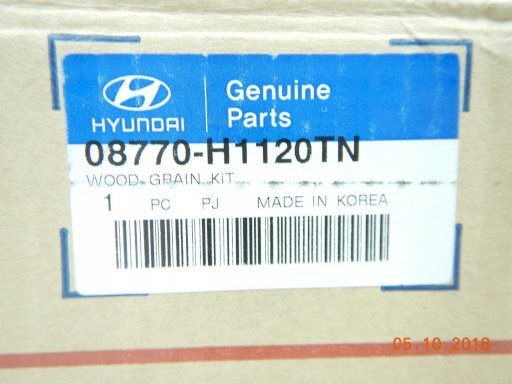 HYUNDAI
Genuine
Parts
08770-H1120TN
WOOD GRAIN KIT
1 PC PJ MADE IN KOREA
05.10.2018